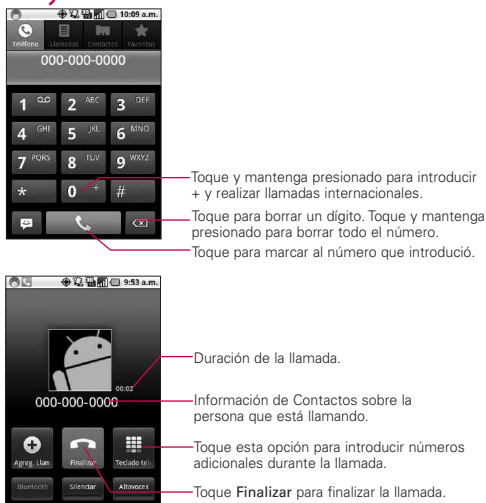 10:09 a.m.
Teléfono Llamadas Contactos Favoritos
000-000-0000
1 2 ABC 3 DEF
4 GHI 5 JKL 6 MNO
7 PQRS 8 TUV 9 WXYZ
* 0 + #
Toque y mantenga presionado para introducir
+ y realizar llamadas internacionales.
Toque para borrar un dígito. Toque y mantenga
presionado para borrar todo el número.
Toque para marcar al número que introdució.
9:53 a.m.
00:02
000-000-0000
Agreg. Llam Finalizar Teclado tel
Bluetooth Silenciar Altavoces
Duración de la llamada.
Información de Contactos sobre la
persona que está llamando.
Toque esta opción para introducir números
adicionales durante la llamada.
Toque Finalizar para finalizar la llamada.